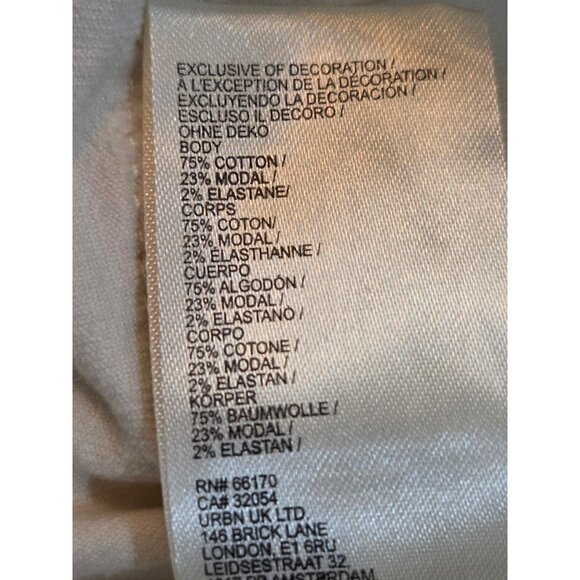 EXCLUSIVE OF DECORATION /
À L'EXCEPTION DE LA DÉCORATION /
EXCLUYENDO LA DECORACIÓN /
ESCLUSO IL DECORO /
OHNE DEKO
BODY
75% COTTON /
23% MODAL /
2% ELASTANE/
CORPS
75% COTON/
23% MODAL /
2% ÉLASTHANNE /
CUERPO
75% ALGODÓN /
23% MODAL /
2% ELASTANO /
CORPO
75% COTONE /
23% MODAL /
2% ELASTAN /
KÖRPER
75% BAUMWOLLE /
23% MODAL /
2% ELASTAN /
RN# 66170
CA# 32054
URBN UK LTD.
146 BRICK LANE
LONDON, E1 6RU
LEIDSESTRAAT 32,
AMSTERDAM